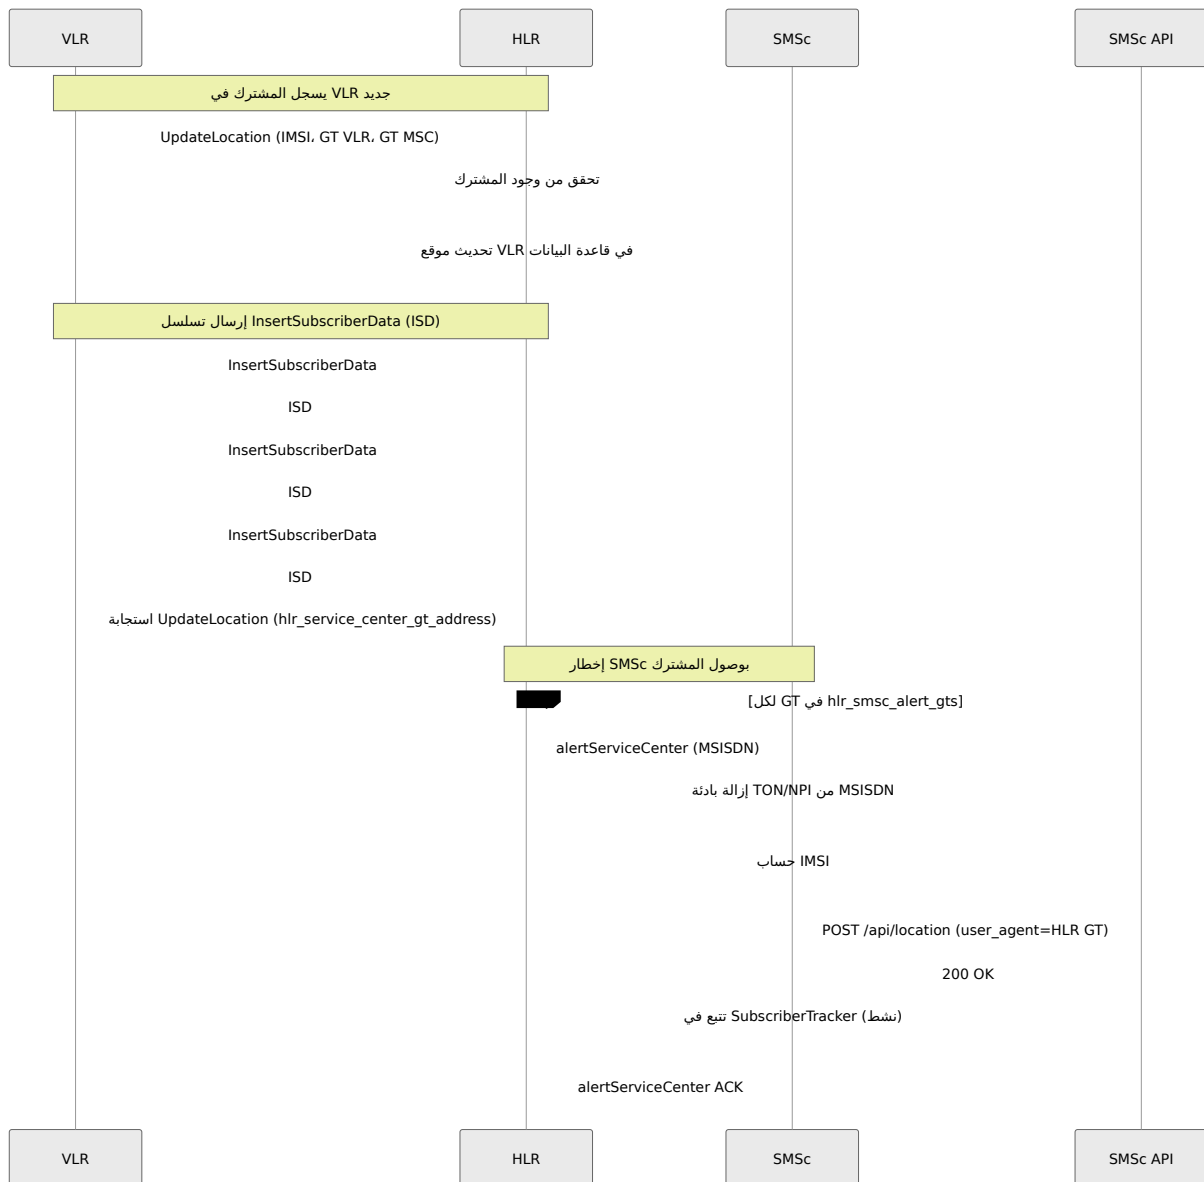 VLR
HLR
SMSc
SMSc API
يسجل المشترك في VLR جديد
UpdateLocation (IMSI، GT VLR، GT MSC)
تحقق من وجود المشترك
تحديث موقع VLR في قاعدة البيانات
إرسال تسلسل InsertSubscriberData (ISD)
InsertSubscriberData
ISD
InsertSubscriberData
ISD
InsertSubscriberData
ISD
استجابة UpdateLocation (hlr_service_center_gt_address)
إخطار SMSc بوصول المشترك
[لكل GT في hlr_smsc_alert_gts]
alertServiceCenter (MSISDN)
إزالة بادئة TON/NPI من MSISDN
حساب IMSI
POST /api/location (user_agent=HLR GT)
200 OK
تتبع في SubscriberTracker (نشط)
alertServiceCenter ACK
VLR
HLR
SMSc
SMSc API